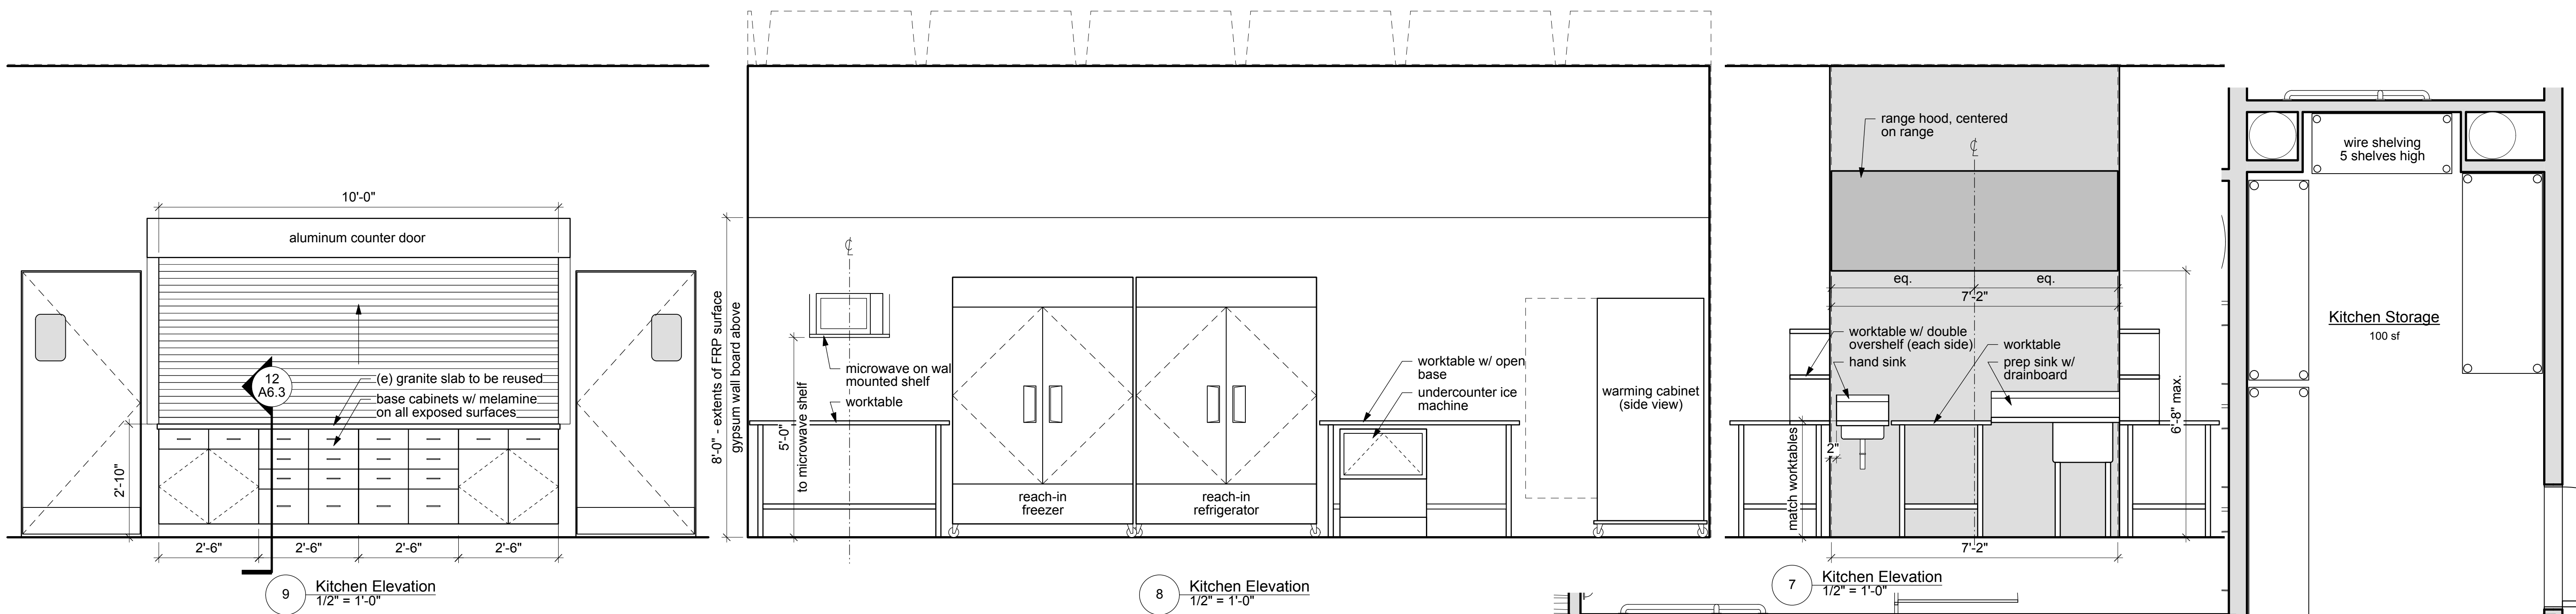 10'-0"
aluminum counter door
12
A6.3
(e) granite slab to be reused
base cabinets w/ melamine
on all exposed surfaces
2'-10"
2'-6"
2'-6"
2'-6"
2'-6"
9
Kitchen Elevation
1/2" = 1'-0"
8'-0" - extents of FRP surface
gypsum wall board above
5'-0"
to microwave shelf
microwave on wal
mounted shelf
worktable
reach-in
freezer
reach-in
refrigerator
worktable w/ open
base
undercounter ice
machine
warming cabinet
(side view)
8
Kitchen Elevation
1/2" = 1'-0"
range hood, centered
on range
eq.
eq.
7'-2"
worktable w/ double
overshelf (each side)
hand sink
worktable
prep sink w/
drainboard
6'-8" max.
match worktables
2"
7'-2"
7
Kitchen Elevation
1/2" = 1'-0"
wire shelving
5 shelves high
Kitchen Storage
100 sf